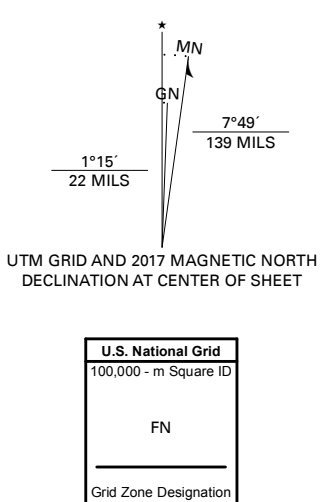 ★
MN
GN
7°49´
139 MILS
1°15´
22 MILS
UTM GRID AND 2017 MAGNETIC NORTH
DECLINATION AT CENTER OF SHEET
U.S. National Grid
100,000 - m Square ID
FN
Grid Zone Designation